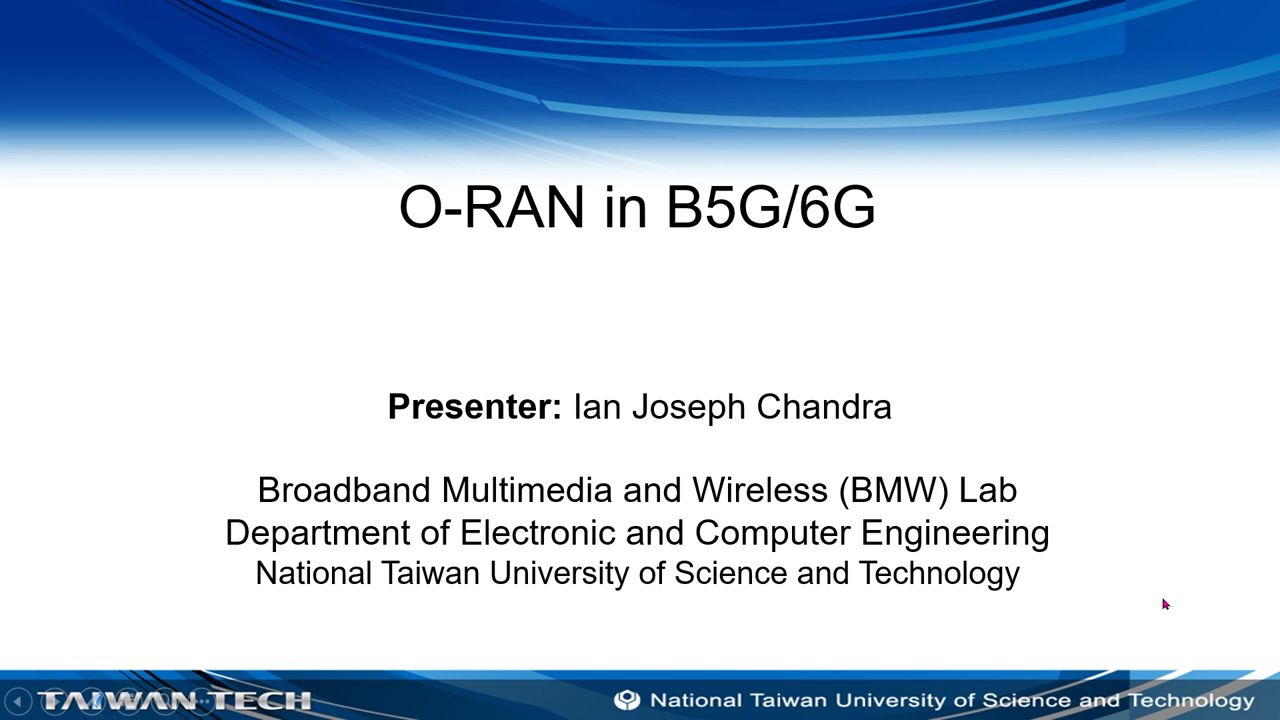 O-RAN in B5G/6G
Presenter: Ian Joseph Chandra
Broadband Multimedia and Wireless (BMW) Lab
Department of Electronic and Computer Engineering
National Taiwan University of Science and Technology
TAIWAN TECH
National Taiwan University of Science and Technology